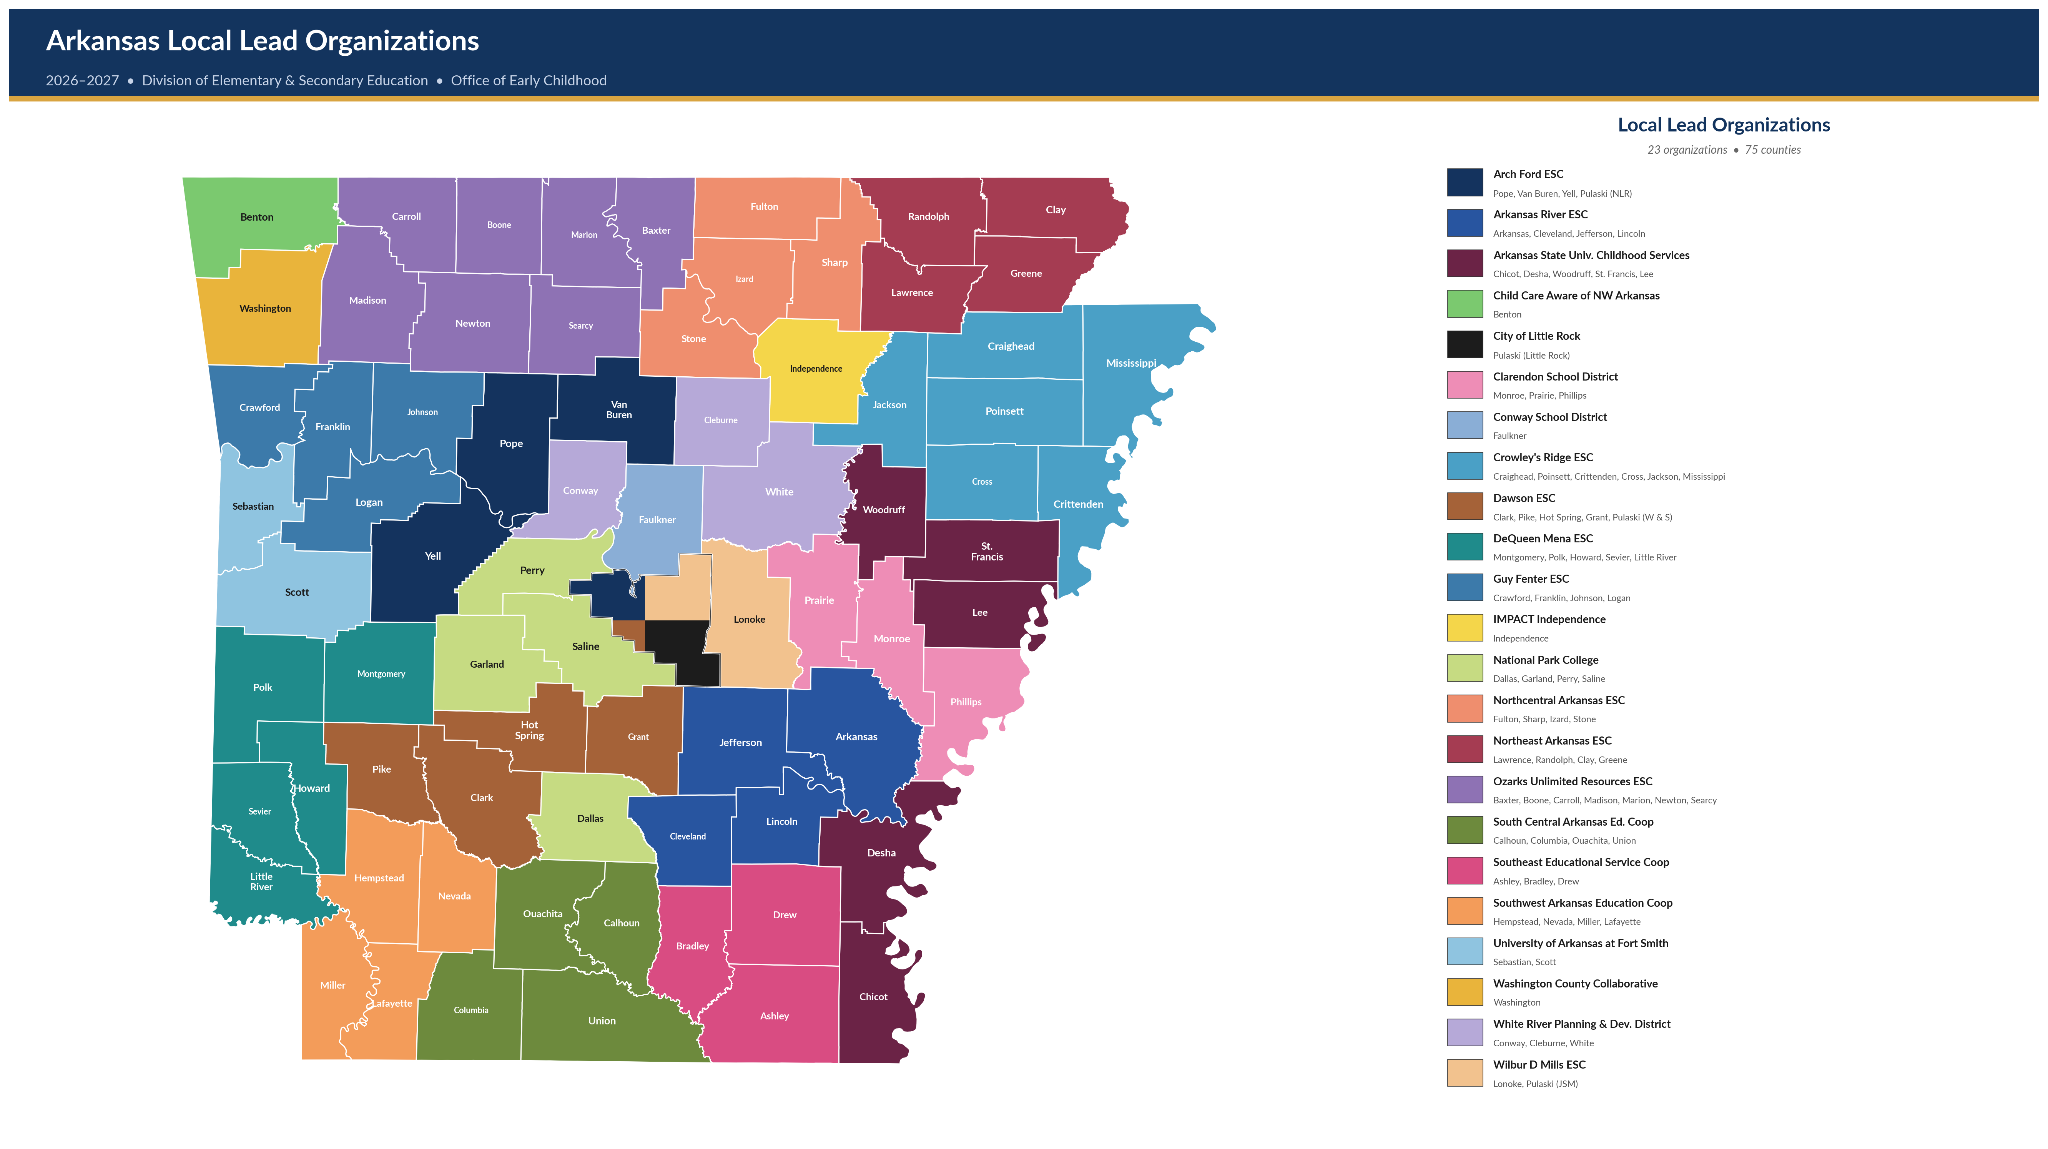 Arkansas Local Lead Organizations
2026–2027 • Division of Elementary & Secondary Education • Office of Early Childhood
Local Lead Organizations
23 organizations • 75 counties
Arch Ford ESC
Pope, Van Buren, Yell, Pulaski (NLR)
Arkansas River ESC
Arkansas, Cleveland, Jefferson, Lincoln
Arkansas State Univ. Childhood Services
Chicot, Desha, Woodruff, St. Francis, Lee
Child Care Aware of NW Arkansas
Benton
City of Little Rock
Pulaski (Little Rock)
Clarendon School District
Monroe, Prairie, Phillips
Conway School District
Faulkner
Crowley's Ridge ESC
Craighead, Poinsett, Crittenden, Cross, Jackson, Mississippi
Dawson ESC
Clark, Pike, Hot Spring, Grant, Pulaski (W & S)
DeQueen Mena ESC
Montgomery, Polk, Howard, Sevier, Little River
Guy Fenter ESC
Crawford, Franklin, Johnson, Logan
IMPACT Independence
Independence
National Park College
Dallas, Garland, Perry, Saline
Northcentral Arkansas ESC
Fulton, Sharp, Izard, Stone
Northeast Arkansas ESC
Lawrence, Randolph, Clay, Greene
Ozarks Unlimited Resources ESC
Baxter, Boone, Carroll, Madison, Marion, Newton, Searcy
South Central Arkansas Ed. Coop
Calhoun, Columbia, Ouachita, Union
Southeast Educational Service Coop
Ashley, Bradley, Drew
Southwest Arkansas Education Coop
Hempstead, Nevada, Miller, Lafayette
University of Arkansas at Fort Smith
Sebastian, Scott
Washington County Collaborative
Washington
White River Planning & Dev. District
Conway, Cleburne, White
Wilbur D Mills ESC
Lonoke, Pulaski (JSM)
Benton
Carroll
Boone
Marion
Baxter
Fulton
Randolph
Clay
Sharp
Izard
Greene
Lawrence
Washington
Madison
Newton
Searcy
Stone
Independence
Craighead
Mississippi
Crawford
Franklin
Johnson
Pope
Van
Buren
Cleburne
Jackson
Poinsett
Sebastian
Logan
Conway
Faulkner
White
Woodruff
Cross
Crittenden
Scott
Yell
Perry
St.
Francis
Prairie
Lee
Lonoke
Saline
Garland
Monroe
Polk
Montgomery
Phillips
Hot
Spring
Grant
Jefferson
Arkansas
Pike
Howard
Clark
Sevier
Dallas
Cleveland
Lincoln
Desha
Little
River
Hempstead
Nevada
Ouachita
Calhoun
Drew
Bradley
Miller
Lafayette
Columbia
Union
Ashley
Chicot